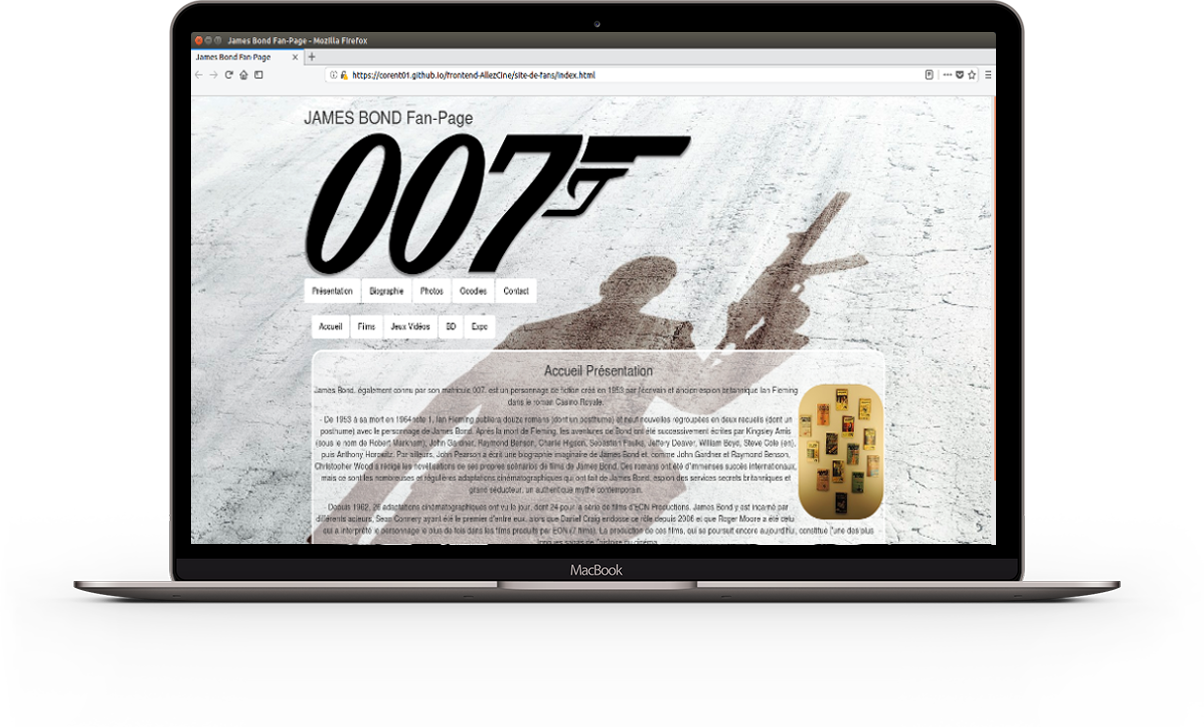 James Bond Fan-Page - Mozilla Firefox
James Bond Fan Page
https://corent01.github.io/frontend-AllezCine/site-de-fans/index.html
JAMES BOND Fan-Page
007
Présentation Biographie Photos Goodies Contact
Accueil Films Jeux Vidéos BD Expo
Accueil Présentation
James Bond, également connu par son matricule 007, est un personnage de fiction créé en 1953 par l'écrivain et ancien espion britannique Ian Fleming
dans le roman Casino Royale.
- De 1953 à sa mort en 1964note 1, Ian Fleming publiera douze romans (dont un posthume) et neuf nouvelles regroupées en deux recueils (dont un
posthume) avec le personnage de James Bond. Après la mort de Fleming, les aventures de Bond ont été successivement écrites par Kingsley Amis
(sous le nom de Robert Markham), John Gardner, Raymond Benson, Charlie Higson, Sebastian Faulks, Jeffery Deaver, William Boyd, Steve Cole (en),
puis Anthony Horowitz. Par ailleurs, John Pearson a écrit une biographie imaginaire de James Bond et, comme John Gardner et Raymond Benson,
Christopher Wood a rédigé les novélisations de ses propres scénarios de films de James Bond. Ces romans ont été d'immenses succès internationaux,
mais ce sont les nombreuses et régulières adaptations cinématographiques qui ont fait de James Bond, espion des services secrets britanniques et
grand séducteur, un authentique mythe contemporain.
- Depuis 1962, 26 adaptations cinématographiques ont vu le jour, dont 24 pour la série de films d'EON Productions. James Bond y est incarné par
différents acteurs, Sean Connery ayant été le premier d'entre eux, alors que Daniel Craig endosse ce rôle depuis 2006 et que Roger Moore a été celui
qui a interprété le personnage le plus de fois dans les films produits par EON (7 films). La production de ces films, qui se poursuit encore aujourd'hui, constitue "une des plus
longues sagas de l'histoire du cinéma
MacBook